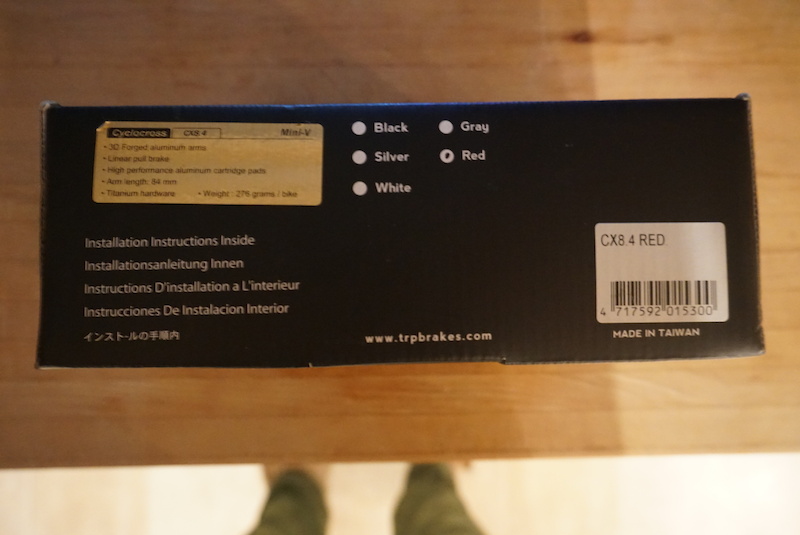 Cyclocross CX8.4 Mini-V
• 3D Forged aluminum arms
• Linear pull brake
• High performance aluminum cartridge pads
• Arm length: 84 mm
• Titanium hardware • Weight : 276 grams / bike
Black Gray
Silver Red
White
Installation Instructions Inside
Installationsanleitung Innen
Instructions D'installation a L'interieur
Instrucciones De Instalacion Interior
インストールの手順内
www.trpbrakes.com
CX8.4 RED
4 717592 015300
MADE IN TAIWAN